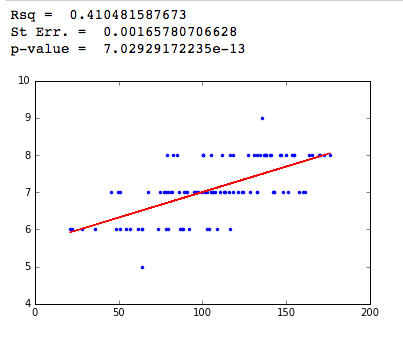 Rsq =  0.410481587673
St Err. =  0.00165780706628
p-value =  7.02929172235e-13
10
9
8
7
6
5
4
0 50 100 150 200